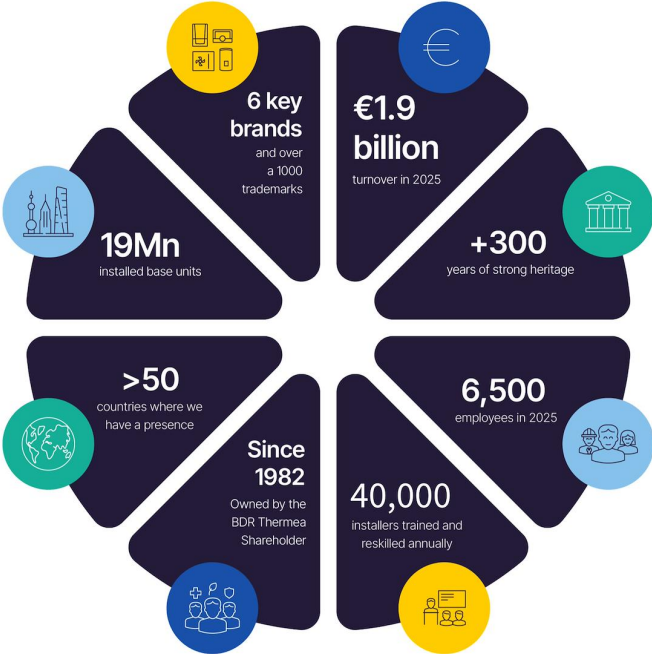 6 key
brands
and over
a 1000
trademarks
€1.9
billion
turnover in 2025
+300
years of strong heritage
6,500
employees in 2025
40,000
installers trained and
reskilled annually
Since
1982
Owned by the
BDR Thermea
Shareholder
>50
countries where we
have a presence
19Mn
installed base units